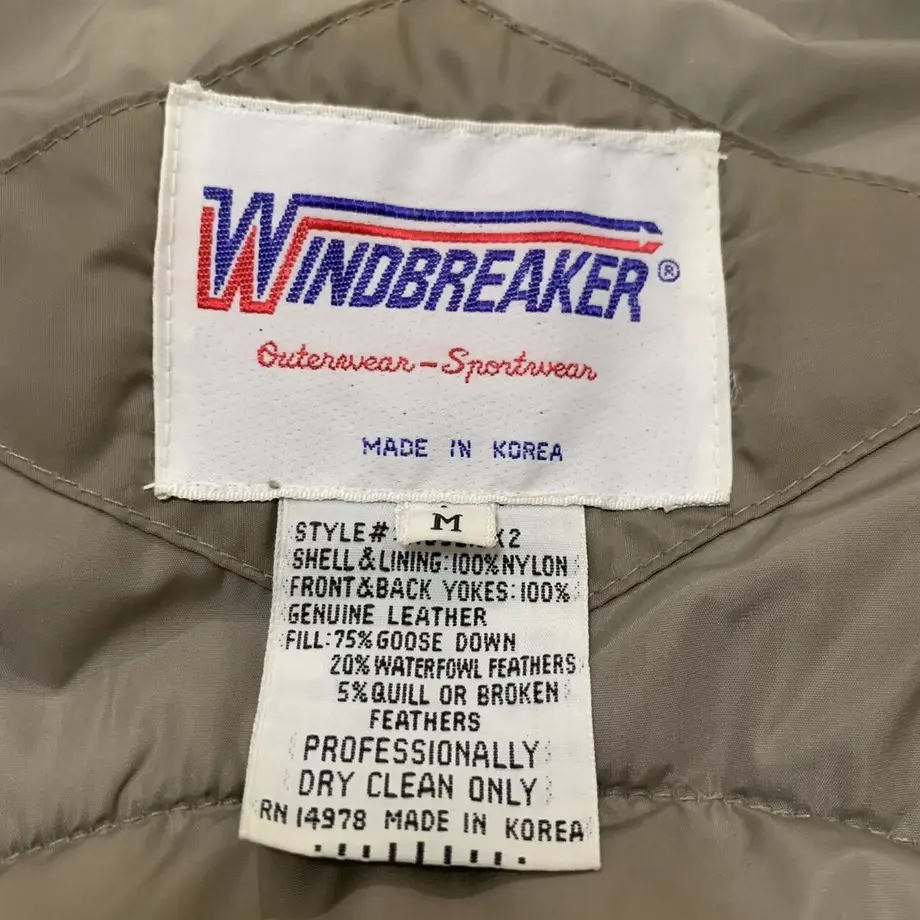 WINDBREAKER®
Outerwear-Sportwear
MADE IN KOREA
M
STYLE# X2
SHELL&LINING:100%NYLON
FRONT&BACK YOKES:100%
GENUINE LEATHER
FILL:75%GOOSE DOWN
20%WATERFOWL FEATHERS
5%QUILL OR BROKEN
FEATHERS
PROFESSIONALLY
DRY CLEAN ONLY
RN 14978 MADE IN KOREA